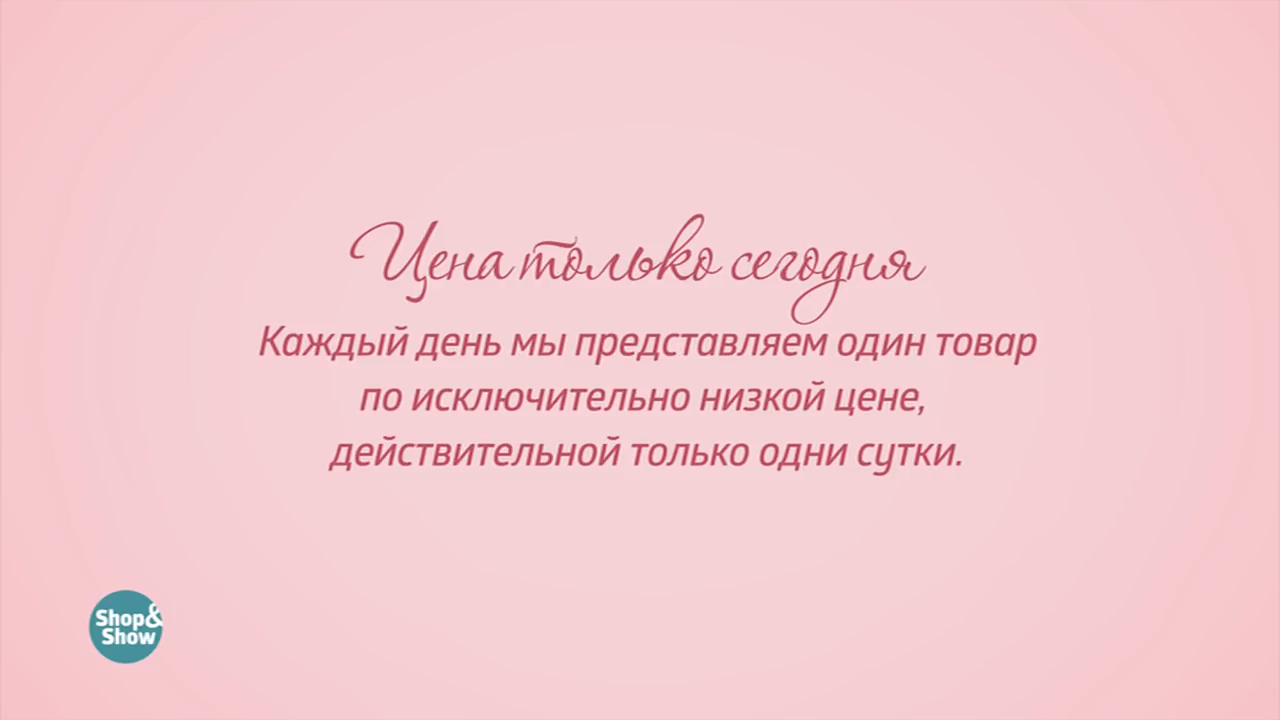 Цена только сегодня
Каждый день мы представляем один товар
по исключительно низкой цене,
действительной только одни сутки.
Shop&
Show